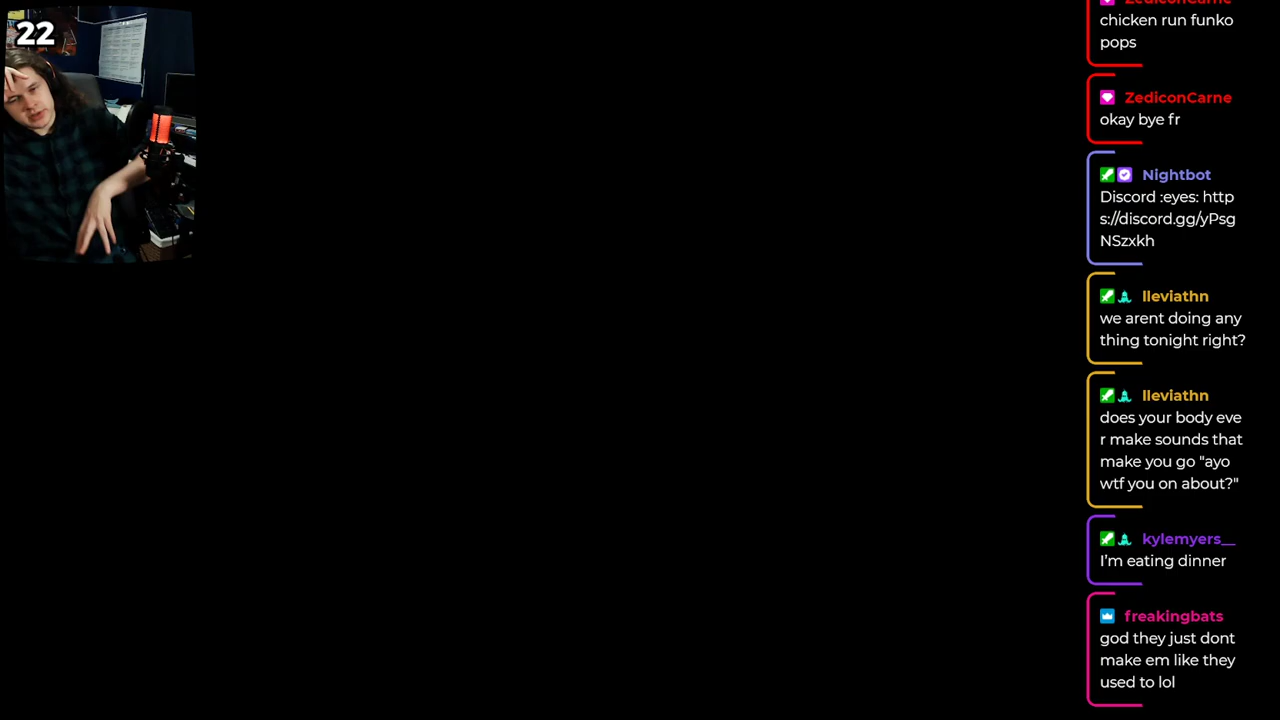 22
ZediconCarne
chicken run funko
pops
ZediconCarne
okay bye fr
Nightbot
Discord :eyes: http
s://discord.gg/yPsg
NSzxkh
lleviathn
we arent doing any
thing tonight right?
lleviathn
does your body eve
r make sounds that
make you go "ayo
wtf you on about?"
kylemyers__
I'm eating dinner
freakingbats
god they just dont
make em like they
used to lol